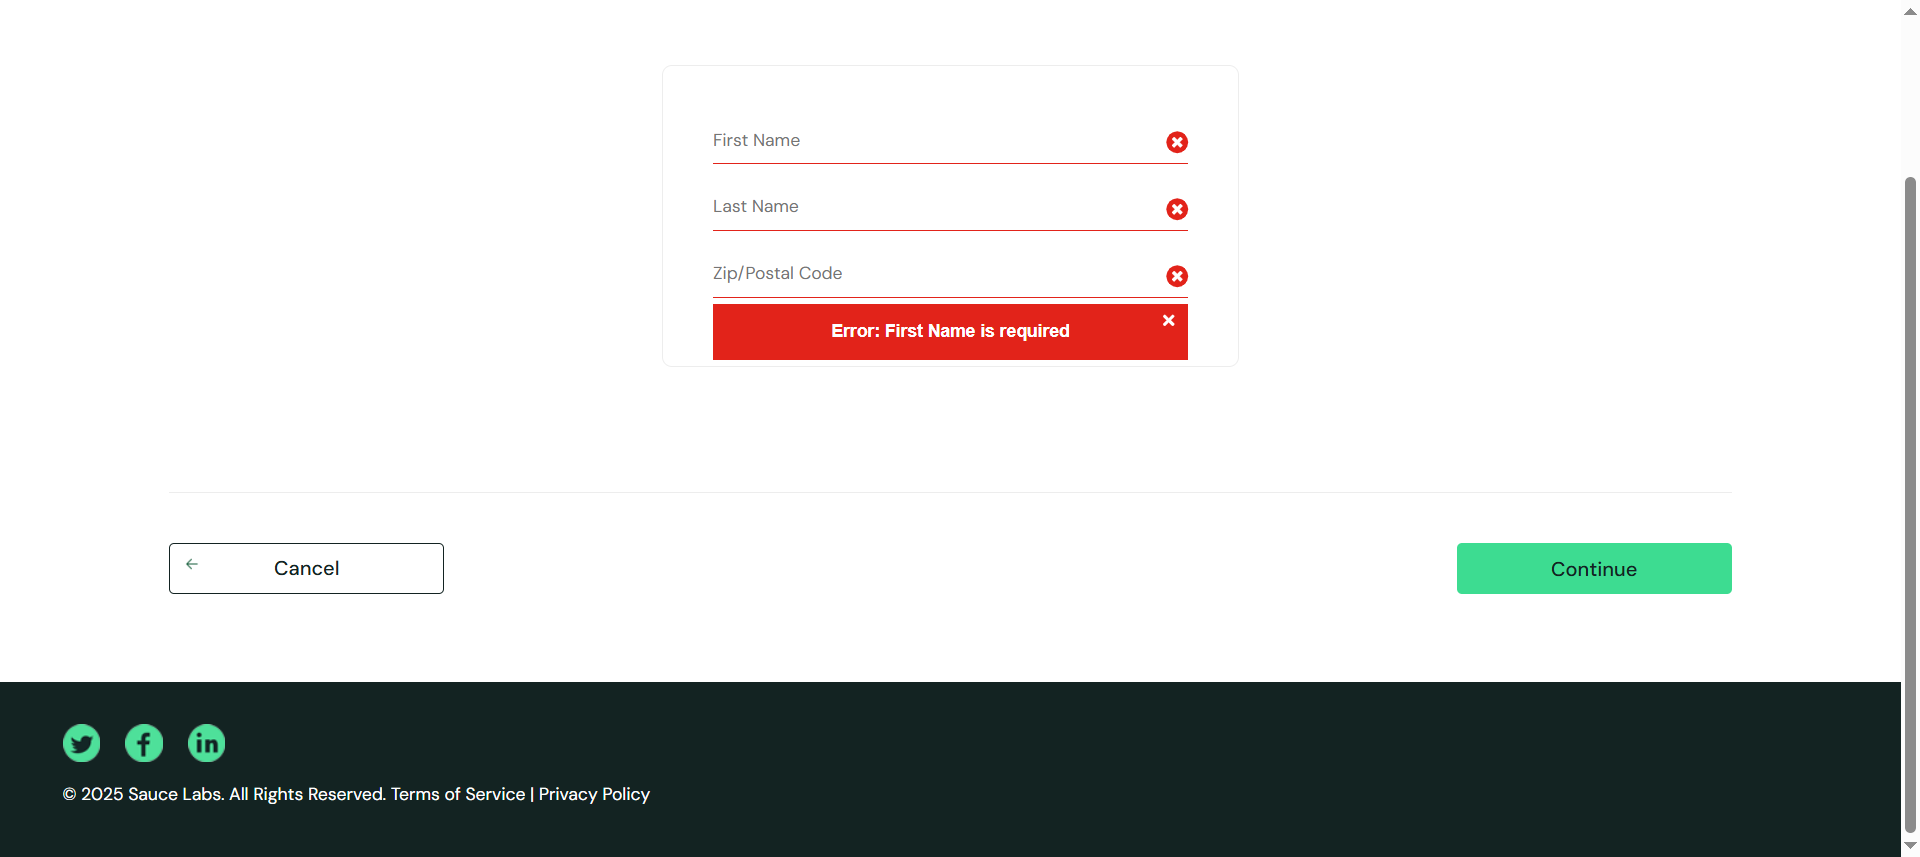 First Name
Last Name
Zip/Postal Code
Error: First Name is required
Cancel
Continue
© 2025 Sauce Labs. All Rights Reserved. Terms of Service | Privacy Policy